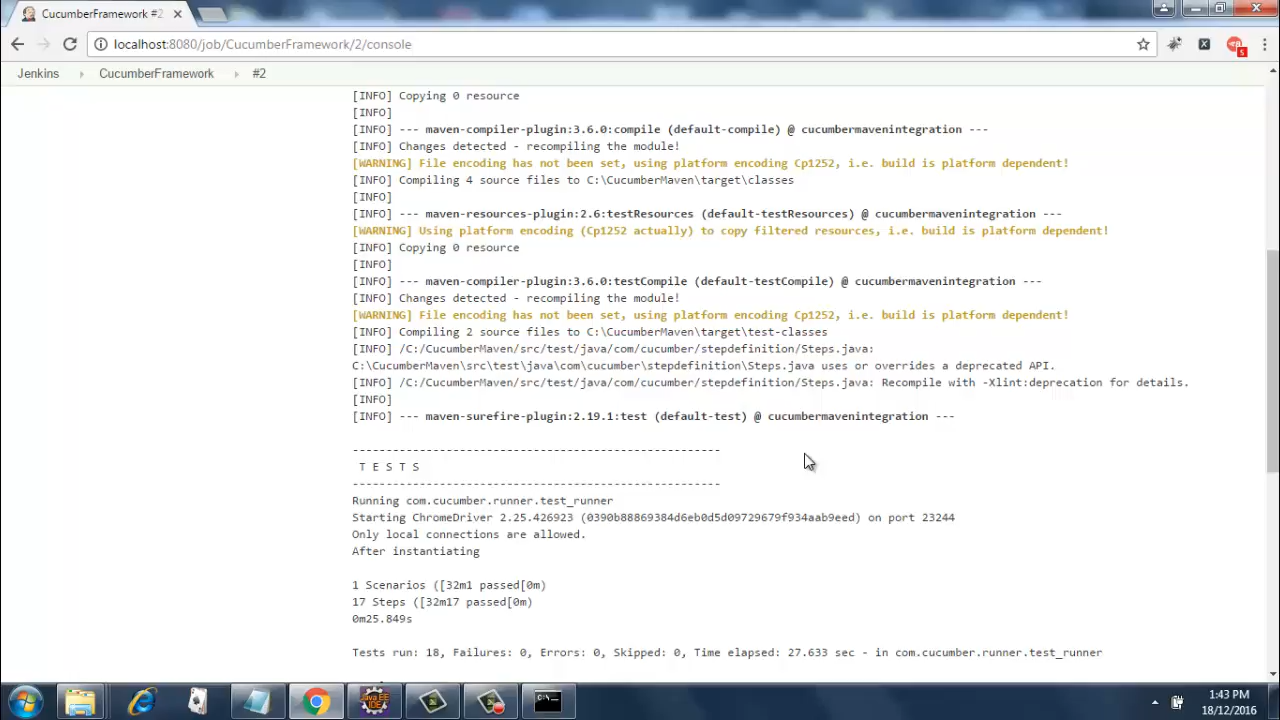 CucumberFramework #2
localhost:8080/job/CucumberFramework/2/console
5
Jenkins CucumberFramework #2
[INFO] Copying 0 resource
[INFO]
[INFO] --- maven-compiler-plugin:3.6.0:compile (default-compile) @ cucumbermavenintegration ---
[INFO] Changes detected - recompiling the module!
[WARNING] File encoding has not been set, using platform encoding Cp1252, i.e. build is platform dependent!
[INFO] Compiling 4 source files to C:\CucumberMaven\target\classes
[INFO]
[INFO] --- maven-resources-plugin:2.6:testResources (default-testResources) @ cucumbermavenintegration ---
[WARNING] Using platform encoding (Cp1252 actually) to copy filtered resources, i.e. build is platform dependent!
[INFO] Copying 0 resource
[INFO]
[INFO] --- maven-compiler-plugin:3.6.0:testCompile (default-testCompile) @ cucumbermavenintegration ---
[INFO] Changes detected - recompiling the module!
[WARNING] File encoding has not been set, using platform encoding Cp1252, i.e. build is platform dependent!
[INFO] Compiling 2 source files to C:\CucumberMaven\target\test-classes
[INFO] /C:/CucumberMaven/src/test/java/com/cucumber/stepdefinition/Steps.java:
C:\CucumberMaven\src\test\java\com\cucumber\stepdefinition\Steps.java uses or overrides a deprecated API.
[INFO] /C:/CucumberMaven/src/test/java/com/cucumber/stepdefinition/Steps.java: Recompile with -Xlint:deprecation for details.
[INFO]
[INFO] --- maven-surefire-plugin:2.19.1:test (default-test) @ cucumbermavenintegration ---
-------------------------------------------------------
T E S T S
-------------------------------------------------------
Running com.cucumber.runner.test_runner
Starting ChromeDriver 2.25.426923 (0390b88869384d6eb0d5d09729679f934aab9eed) on port 23244
Only local connections are allowed.
After instantiating
1 Scenarios ([32m1 passed[0m)
17 Steps ([32m17 passed[0m)
0m25.849s
Tests run: 18, Failures: 0, Errors: 0, Skipped: 0, Time elapsed: 27.633 sec - in com.cucumber.runner.test_runner
Java EE
IDE
1:43 PM
18/12/2016